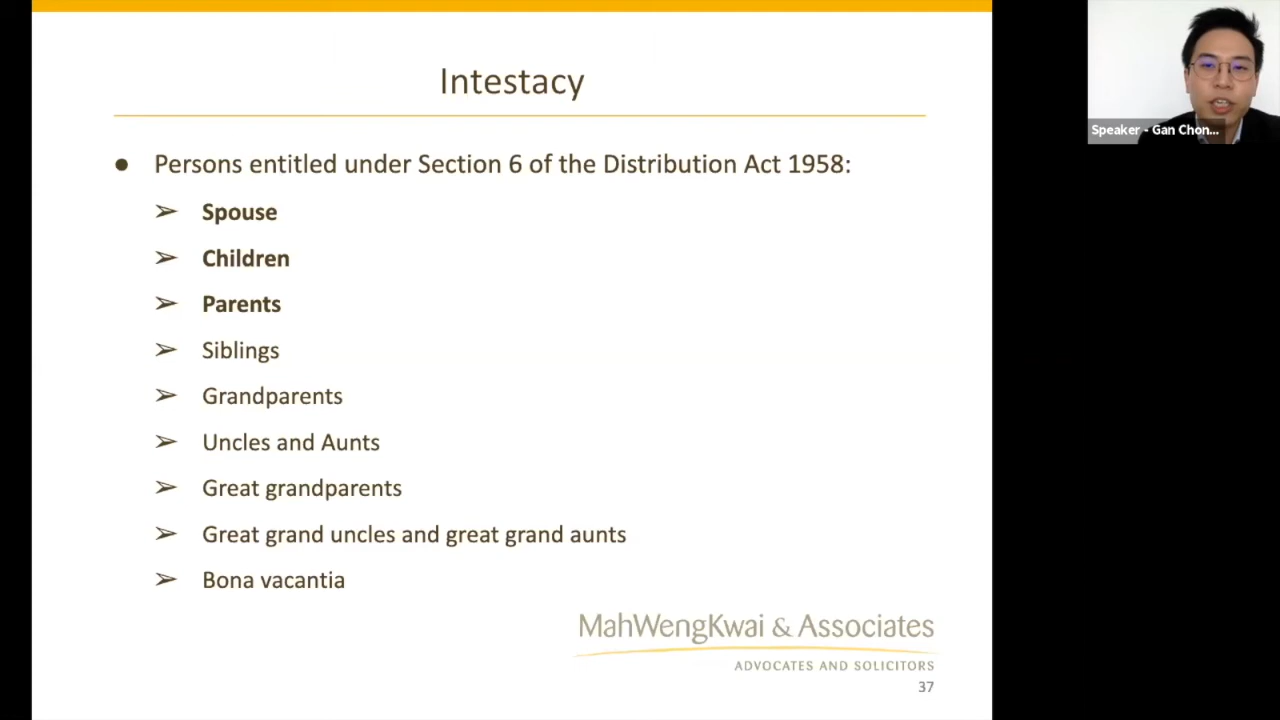 Intestacy
● Persons entitled under Section 6 of the Distribution Act 1958:
➢ Spouse
➢ Children
➢ Parents
➢ Siblings
➢ Grandparents
➢ Uncles and Aunts
➢ Great grandparents
➢ Great grand uncles and great grand aunts
➢ Bona vacantia
MahWengKwai & Associates
ADVOCATES AND SOLICITORS
37
Speaker - Gan Chon...